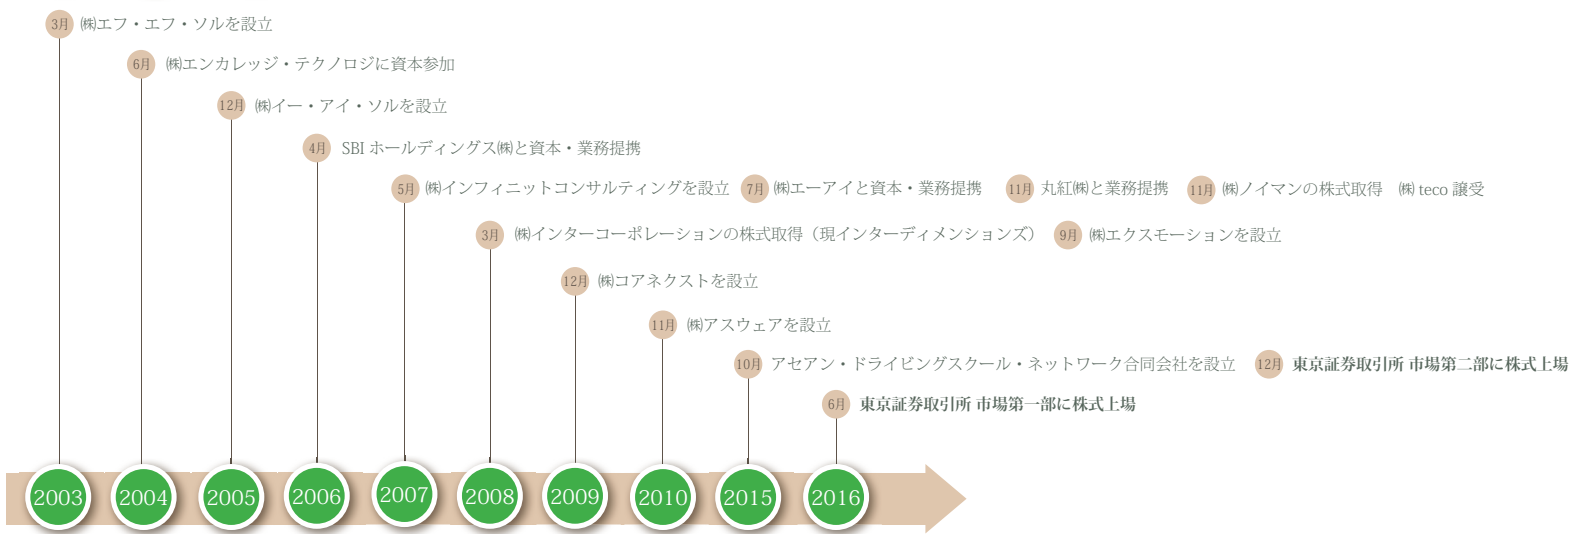 3月 ㈱エフ・エフ・ソルを設立
6月 ㈱エンカレッジ・テクノロジに資本参加
12月 ㈱イー・アイ・ソルを設立
4月 SBI ホールディングス㈱と資本・業務提携
5月 ㈱インフィニットコンサルティングを設立 7月 ㈱エーアイと資本・業務提携 11月 丸紅㈱と業務提携 11月 ㈱ノイマンの株式取得 ㈱ teco 譲受
3月 ㈱インターコーポレーションの株式取得（現インターディメンションズ） 9月 ㈱エクスモーションを設立
12月 ㈱コアネクストを設立
11月 ㈱アスウェアを設立
10月 アセアン・ドライビングスクール・ネットワーク合同会社を設立 12月 東京証券取引所 市場第二部に株式上場
6月 東京証券取引所 市場第一部に株式上場
2003 2004 2005 2006 2007 2008 2009 2010 2015 2016